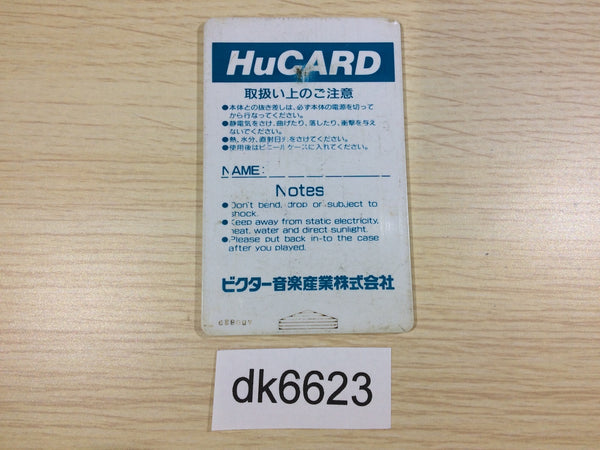 HuCARD
取扱い上のご注意
●本体との抜き差しは、必ず本体の電源を切って
から行なってください。
●静電気をさけ、曲げたり、落したり、衝撃を与え
ないでください。
●熱、水分、直射日光をさけてください。
●使用後はビニールケースに入れてください。
NAME:
Notes
●Don't bend, drop or subject to
shock.
●Keep away from static electricity,
heat, water and direct sunlight.
●Please put back in-to the case
after you played.
ビクター音楽産業株式会社
dk6623